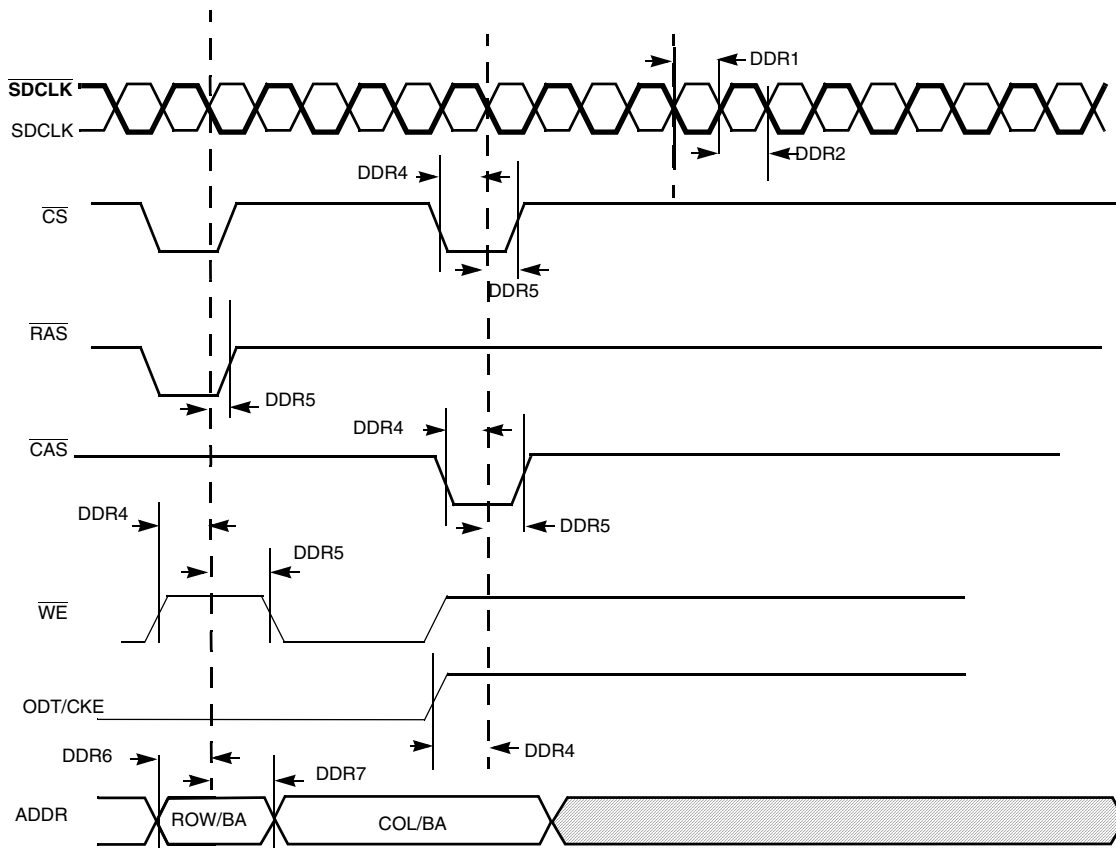 DDR1
SDCLK
SDCLK
DDR2
DDR4
CS
DDR5
RAS
DDR5
DDR4
CAS
DDR4
DDR5
DDR5
WE
ODT/CKE
DDR6
DDR7
DDR4
ADDR
ROW/BA
COL/BA